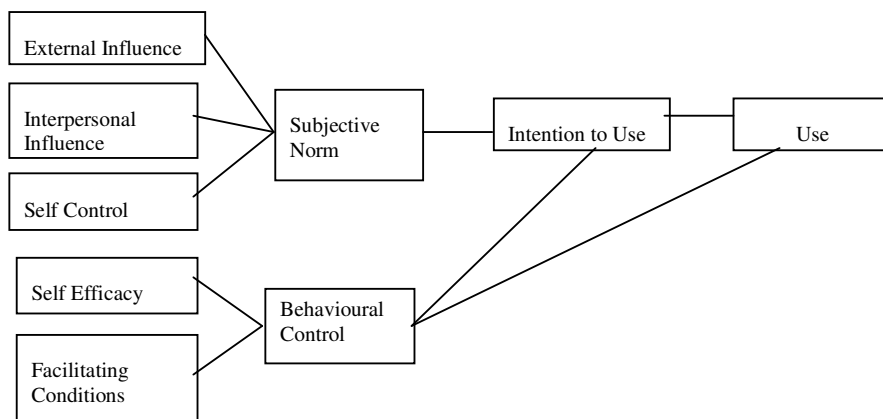 External Influence
Interpersonal
Influence
Self Control
Subjective
Norm
Intention to Use
Use
Self Efficacy
Facilitating
Conditions
Behavioural
Control